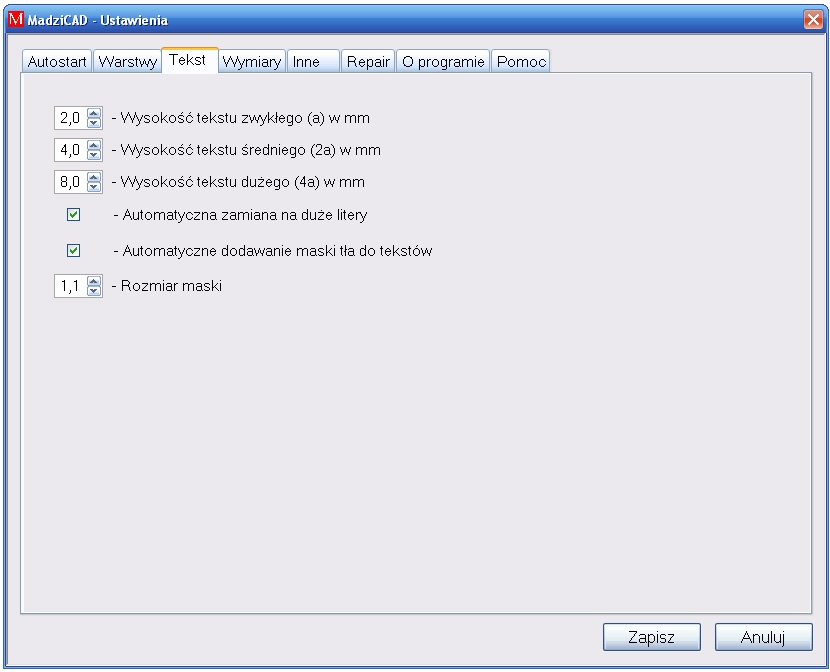 M MadziCAD - Ustawienia
Autostart Warstwy Tekst Wymiary Inne Repair O programie Pomoc
2,0 - Wysokość tekstu zwykłego (a) w mm
4,0 - Wysokość tekstu średniego (2a) w mm
8,0 - Wysokość tekstu dużego (4a) w mm
- Automatyczna zamiana na duże litery
- Automatyczne dodawanie maski tła do tekstów
1,1 - Rozmiar maski
Zapisz Anuluj